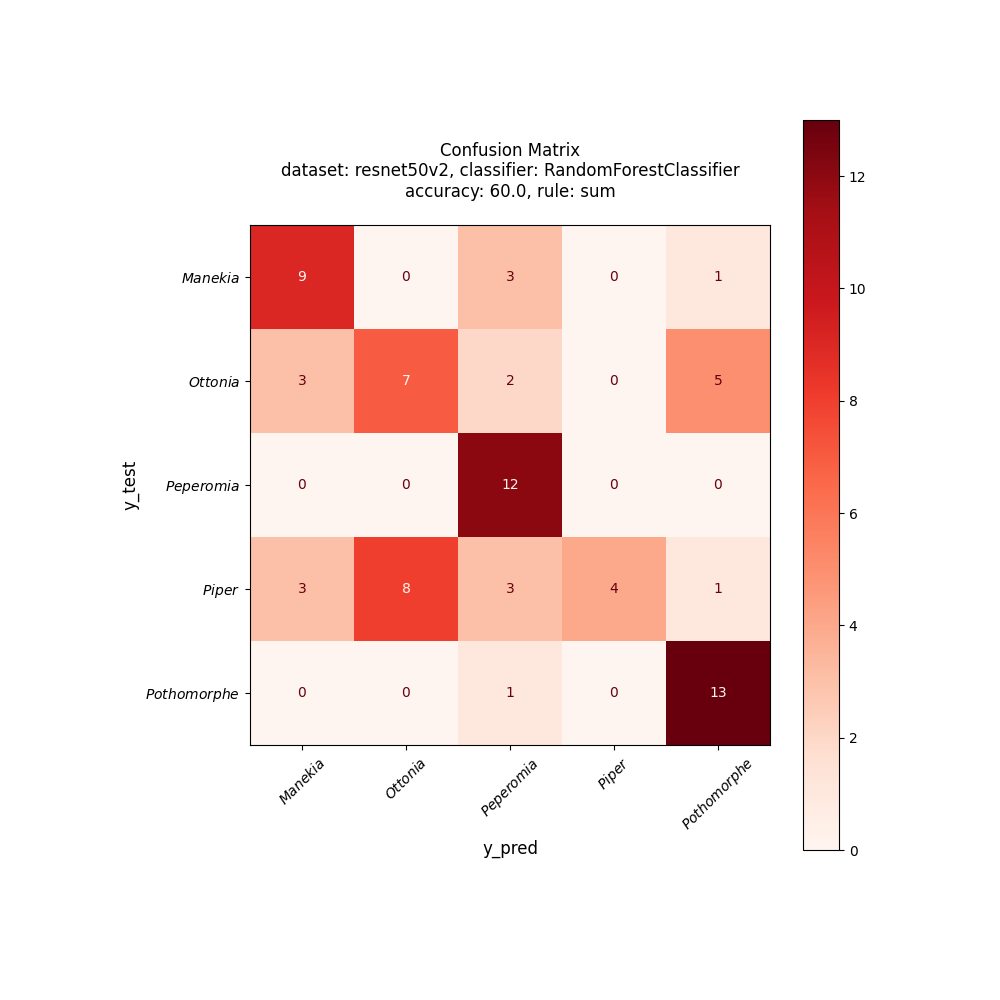 Confusion Matrix
dataset: resnet50v2, classifier: RandomForestClassifier
accuracy: 60.0, rule: sum
y_test
Manekia 9 0 3 0 1
Ottonia 3 7 2 0 5
Peperomia 0 0 12 0 0
Piper 3 8 3 4 1
Pothomorphe 0 0 1 0 13
Manekia Ottonia Peperomia Piper Pothomorphe
y_pred
12
10
8
6
4
2
0